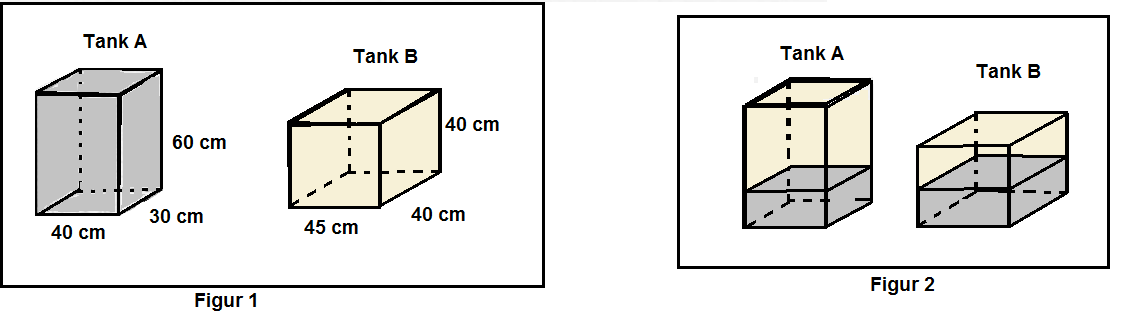 Tank A
Tank B
60 cm
40 cm
30 cm
40 cm
45 cm
40 cm
Figur 1
Tank A
Tank B
Figur 2